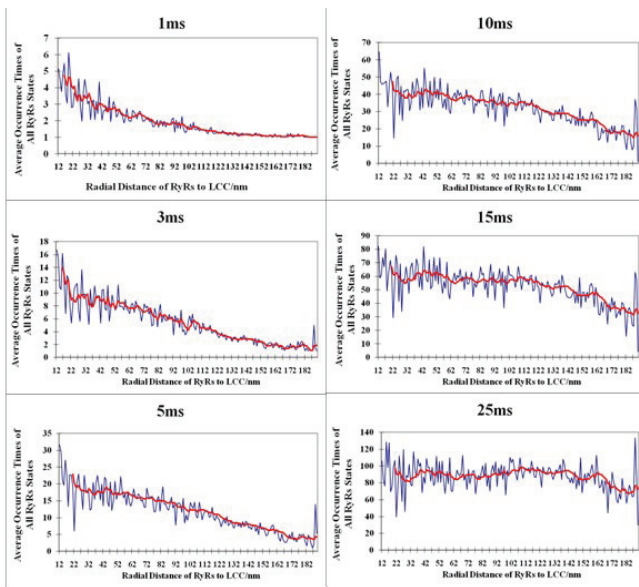 1ms
Average Occurrence Times of
All RyRs States
7
6
5
4
3
2
1
0
12 22 32 42 52 62 72 82 92 102 112 122 132 142 152 162 172 182
Radial Distance of RyRs to LCC/nm
10ms
Average Occurrence Times of
All RyRs States
70
60
50
40
30
20
10
0
12 22 32 42 52 62 72 82 92 102 112 122 132 142 152 162 172 182
Radial Distance of RyRs to LCC/nm
3ms
Average Occurrence Times of
All RyRs States
18
16
14
12
10
8
6
4
2
0
12 22 32 42 52 62 72 82 92 102 112 122 132 142 152 162 172 182
Radial Distance of RyRs to LCC/nm
15ms
Average Occurrence Times of
All RyRs States
90
80
70
60
50
40
30
20
10
0
12 22 32 42 52 62 72 82 92 102 112 122 132 142 152 162 172 182
Radial Distance of RyRs to LCC/nm
5ms
Average Occurrence Times of
All RyRs States
35
30
25
20
15
10
5
0
12 22 32 42 52 62 72 82 92 102 112 122 132 142 152 162 172 182
Radial Distance of RyRs to LCC/nm
25ms
Average Occurrence Times of
All RyRs States
140
120
100
80
60
40
20
0
12 22 32 42 52 62 72 82 92 102 112 122 132 142 152 162 172 182
Radial Distance of RyRs to LCC/nm